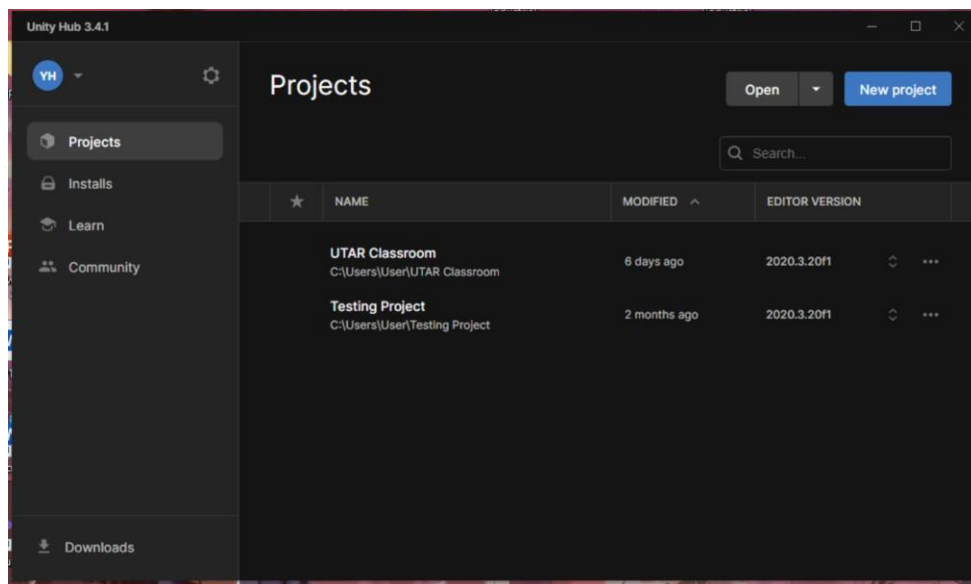 Unity Hub 3.4.1
YH
Projects
Open
New project
Projects
Installs
Learn
Community
Search...
NAME MODIFIED EDITOR VERSION
UTAR Classroom
C:\Users\User\UTAR Classroom
6 days ago 2020.3.20f1
Testing Project
C:\Users\User\Testing Project
2 months ago 2020.3.20f1
Downloads